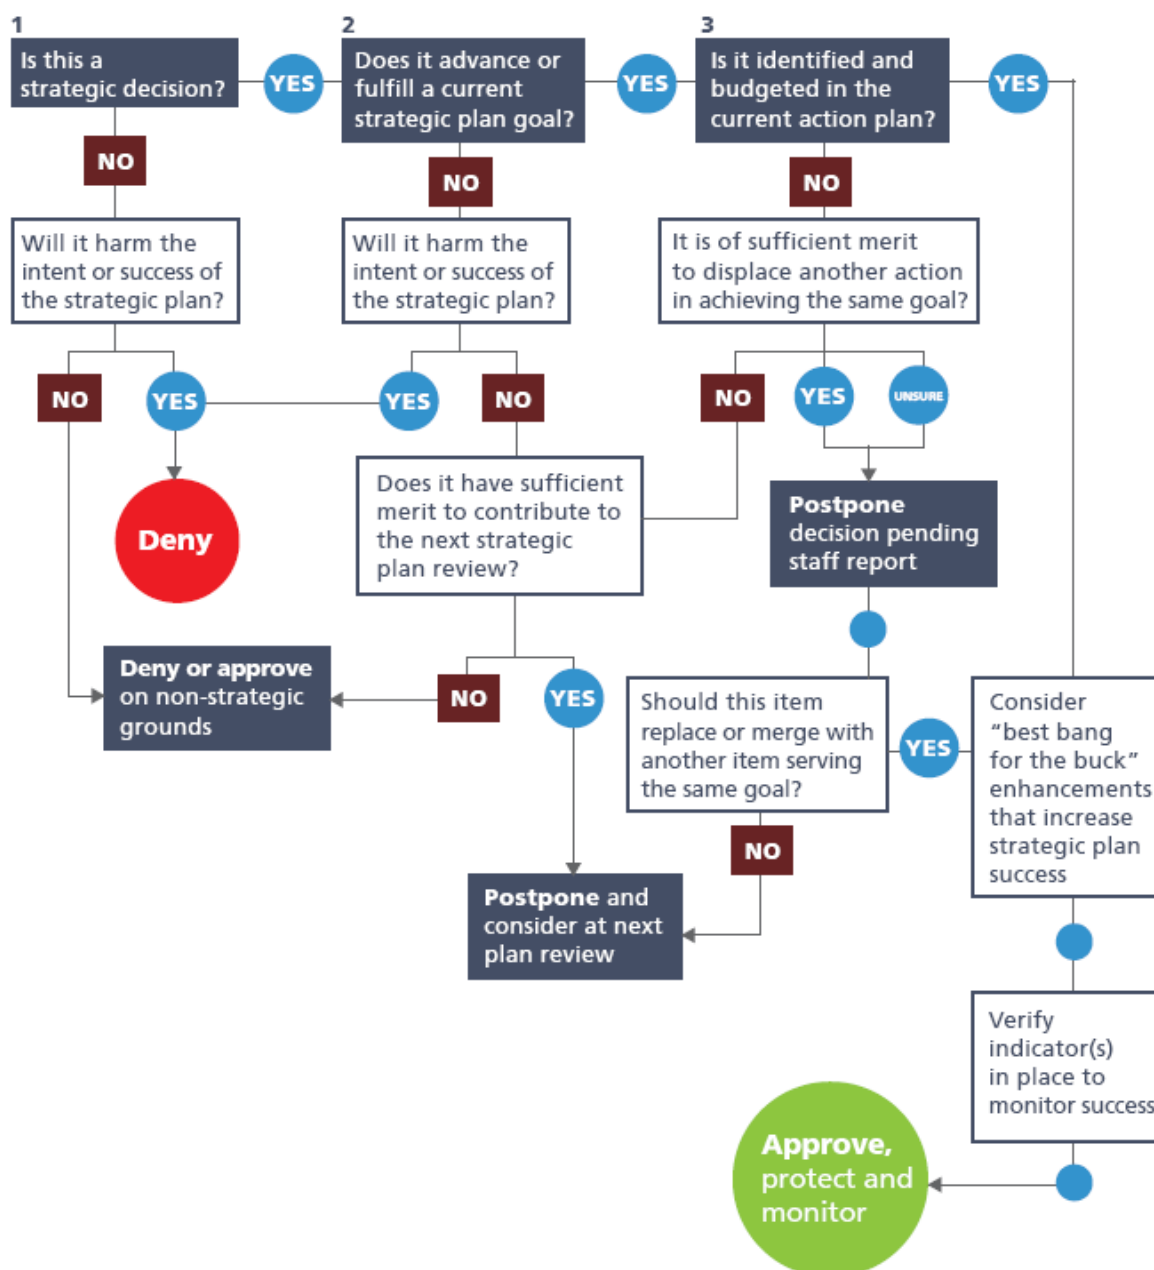 1
Is this a
strategic decision?
YES
2
Does it advance or
fulfill a current
strategic plan goal?
YES
3
Is it identified and
budgeted in the
current action plan?
YES
NO
NO
NO
Will it harm the
intent or success of
the strategic plan?
Will it harm the
intent or success of
the strategic plan?
It is of sufficient merit
to displace another action
in achieving the same goal?
NO
YES
YES
NO
NO
YES
UNSURE
Deny
Does it have sufficient
merit to contribute to
the next strategic
plan review?
Postpone
decision pending
staff report
Deny or approve
on non-strategic
grounds
NO
YES
Should this item
replace or merge with
another item serving
the same goal?
YES
Consider
“best bang
for the buck”
enhancements
that increase
strategic plan
success
NO
Postpone and
consider at next
plan review
Verify
indicator(s)
in place to
monitor success
Approve,
protect and
monitor